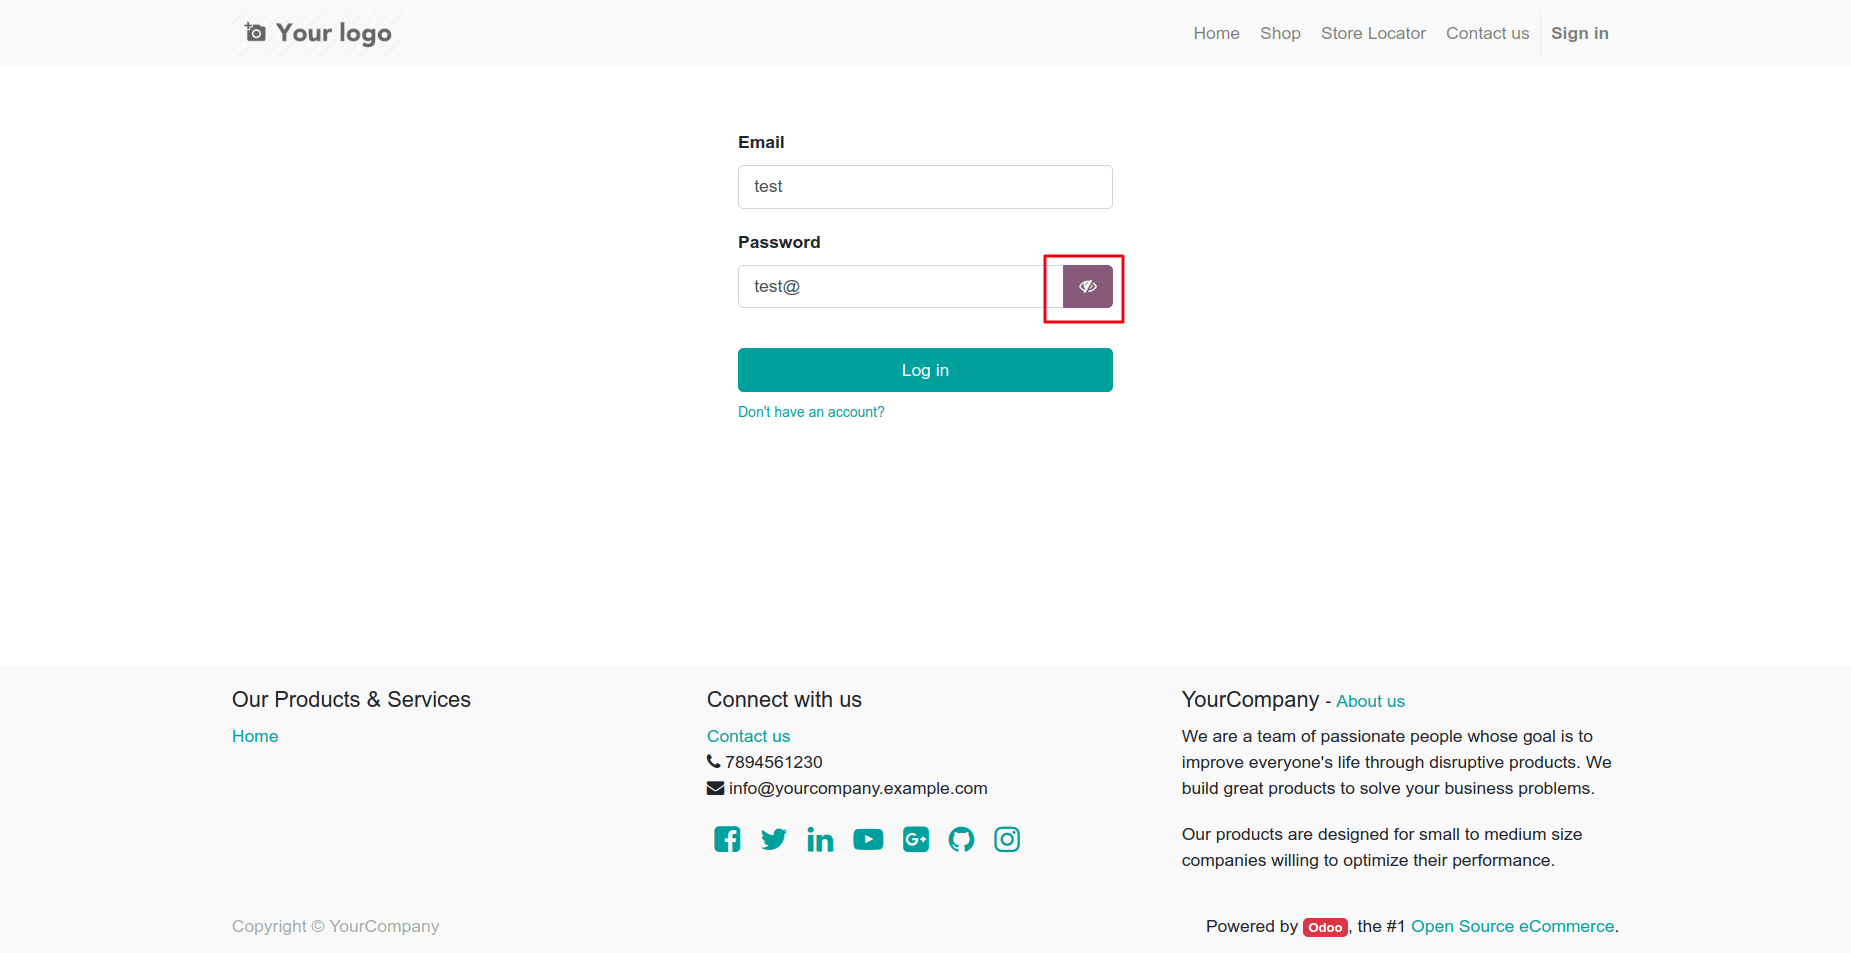 Your logo
Home Shop Store Locator Contact us Sign in
Email
test
Password
test@
Log in
Don't have an account?
Our Products & Services
Home
Connect with us
Contact us
7894561230
info@yourcompany.example.com
YourCompany - About us
We are a team of passionate people whose goal is to
improve everyone's life through disruptive products. We
build great products to solve your business problems.
Our products are designed for small to medium size
companies willing to optimize their performance.
Copyright © YourCompany
Powered by Odoo, the #1 Open Source eCommerce.